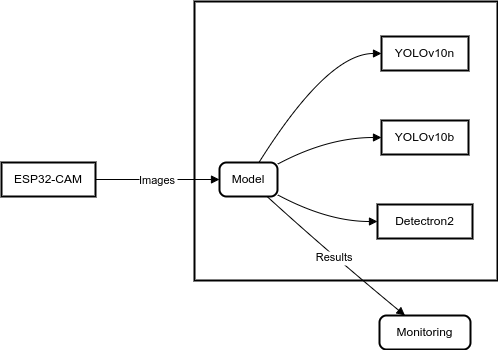 YOLOv10n
YOLOv10b
ESP32-CAM
Images
Model
Detectron2
Results
Monitoring